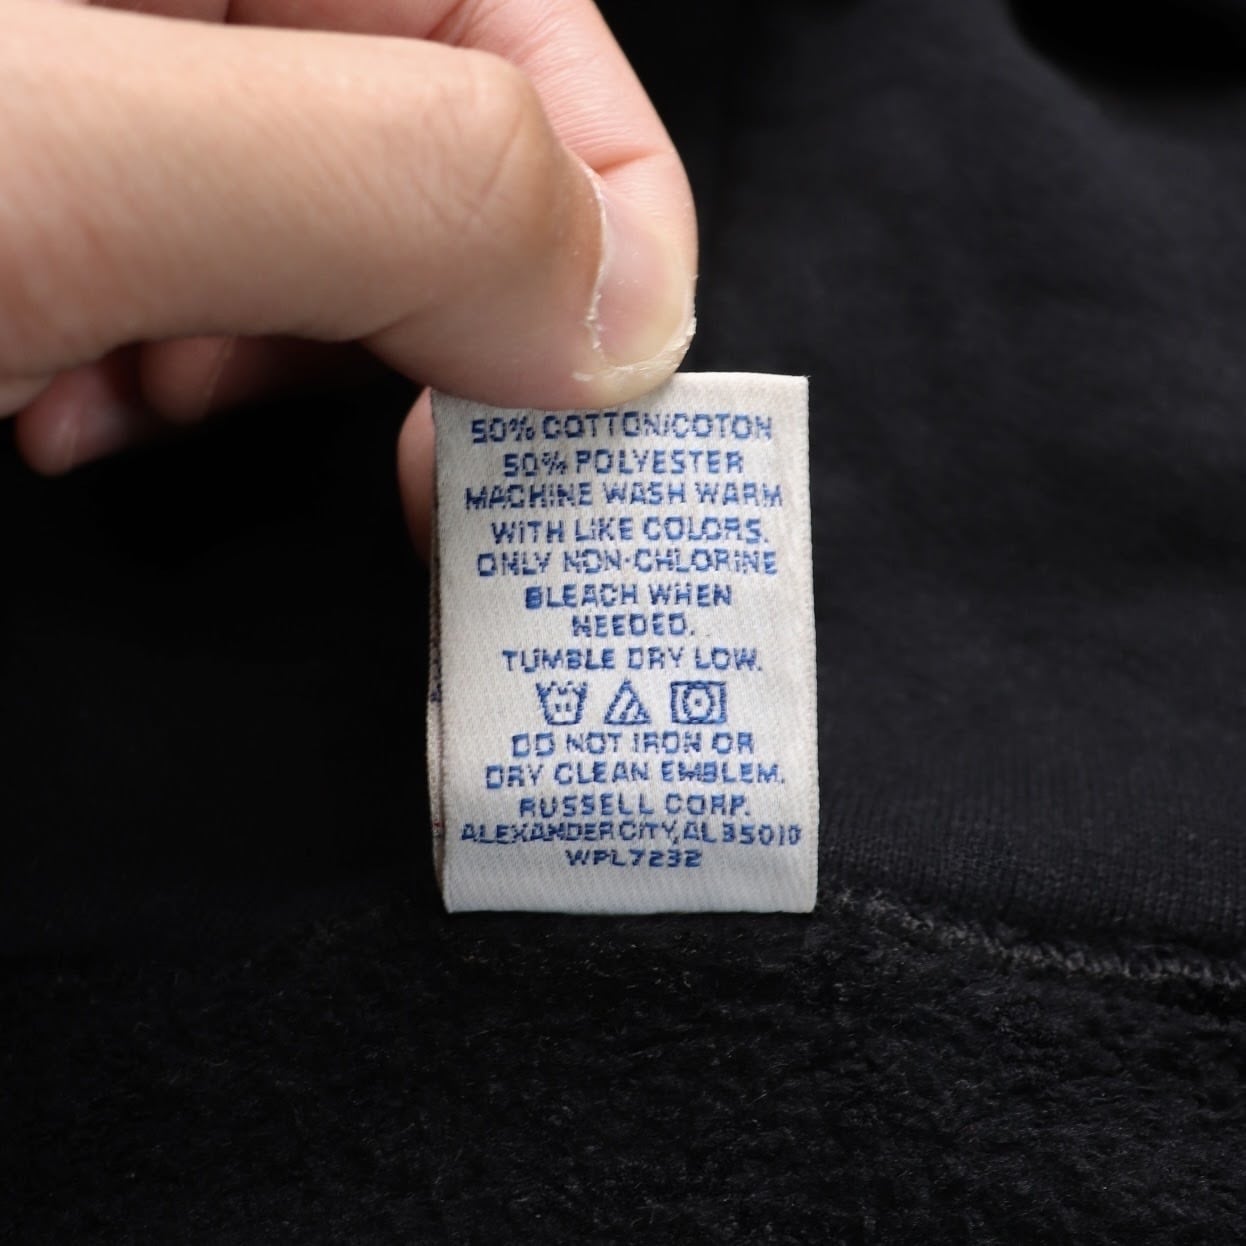 50% COTTON/COTON
50% POLYESTER
MACHINE WASH WARM
WITH LIKE COLORS.
ONLY NON-CHLORINE
BLEACH WHEN
NEEDED.
TUMBLE DRY LOW.
DO NOT IRON OR
DRY CLEAN EMBLEM.
RUSSELL CORP.
ALEXANDER CITY, AL 35010
WPL7232